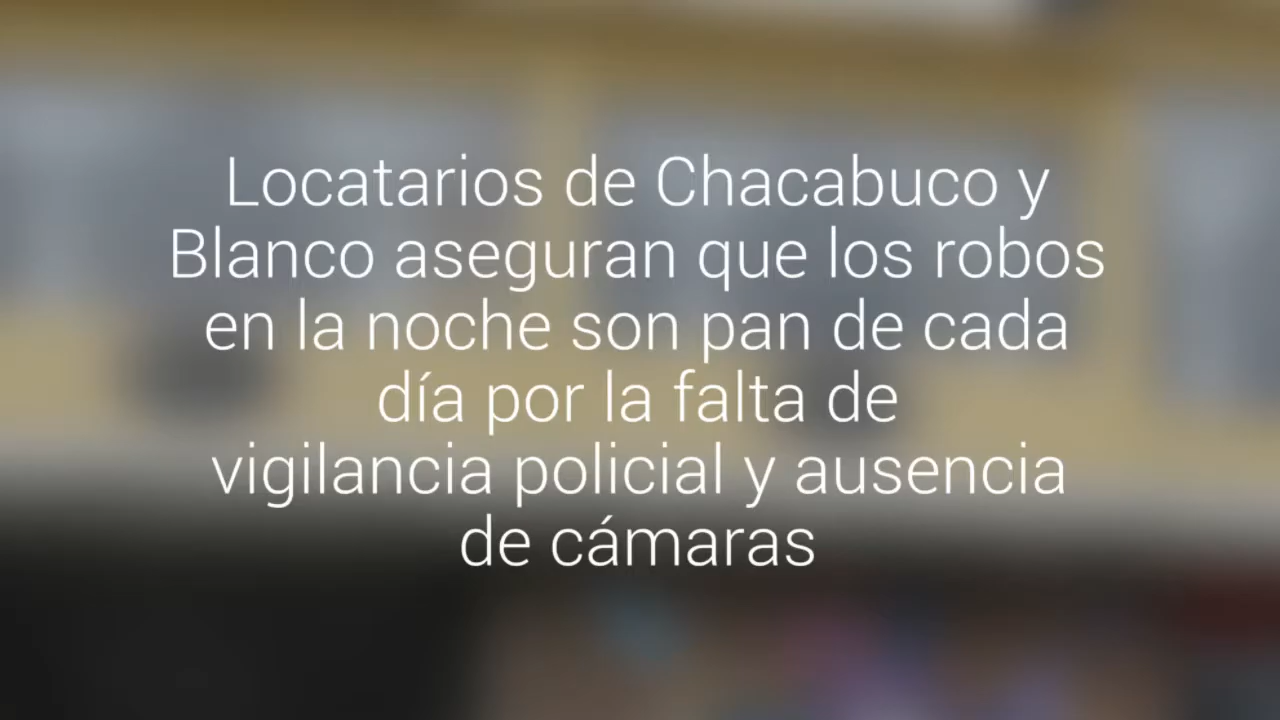 Locatarios de Chacabuco y
Blanco aseguran que los robos
en la noche son pan de cada
día por la falta de
vigilancia policial y ausencia
de cámaras